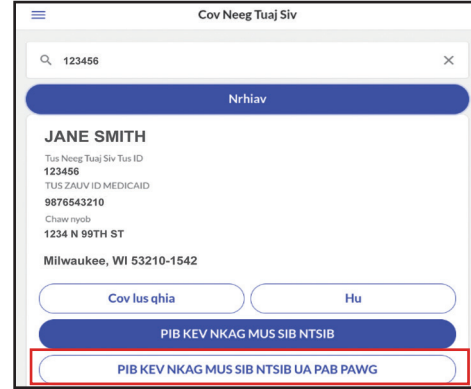 Cov Neeg Tuaj Siv
123456
Nrhiav
JANE SMITH
Tus Neeg Tuaj Siv Tus ID
123456
TUS ZAUV ID MEDICAID
9876543210
Chaw nyob
1234 N 99TH ST
Milwaukee, WI 53210-1542
Cov lus qhia Hu
PIB KEV NKAG MUS SIB NTSIB
PIB KEV NKAG MUS SIB NTSIB UA PAB PAWG